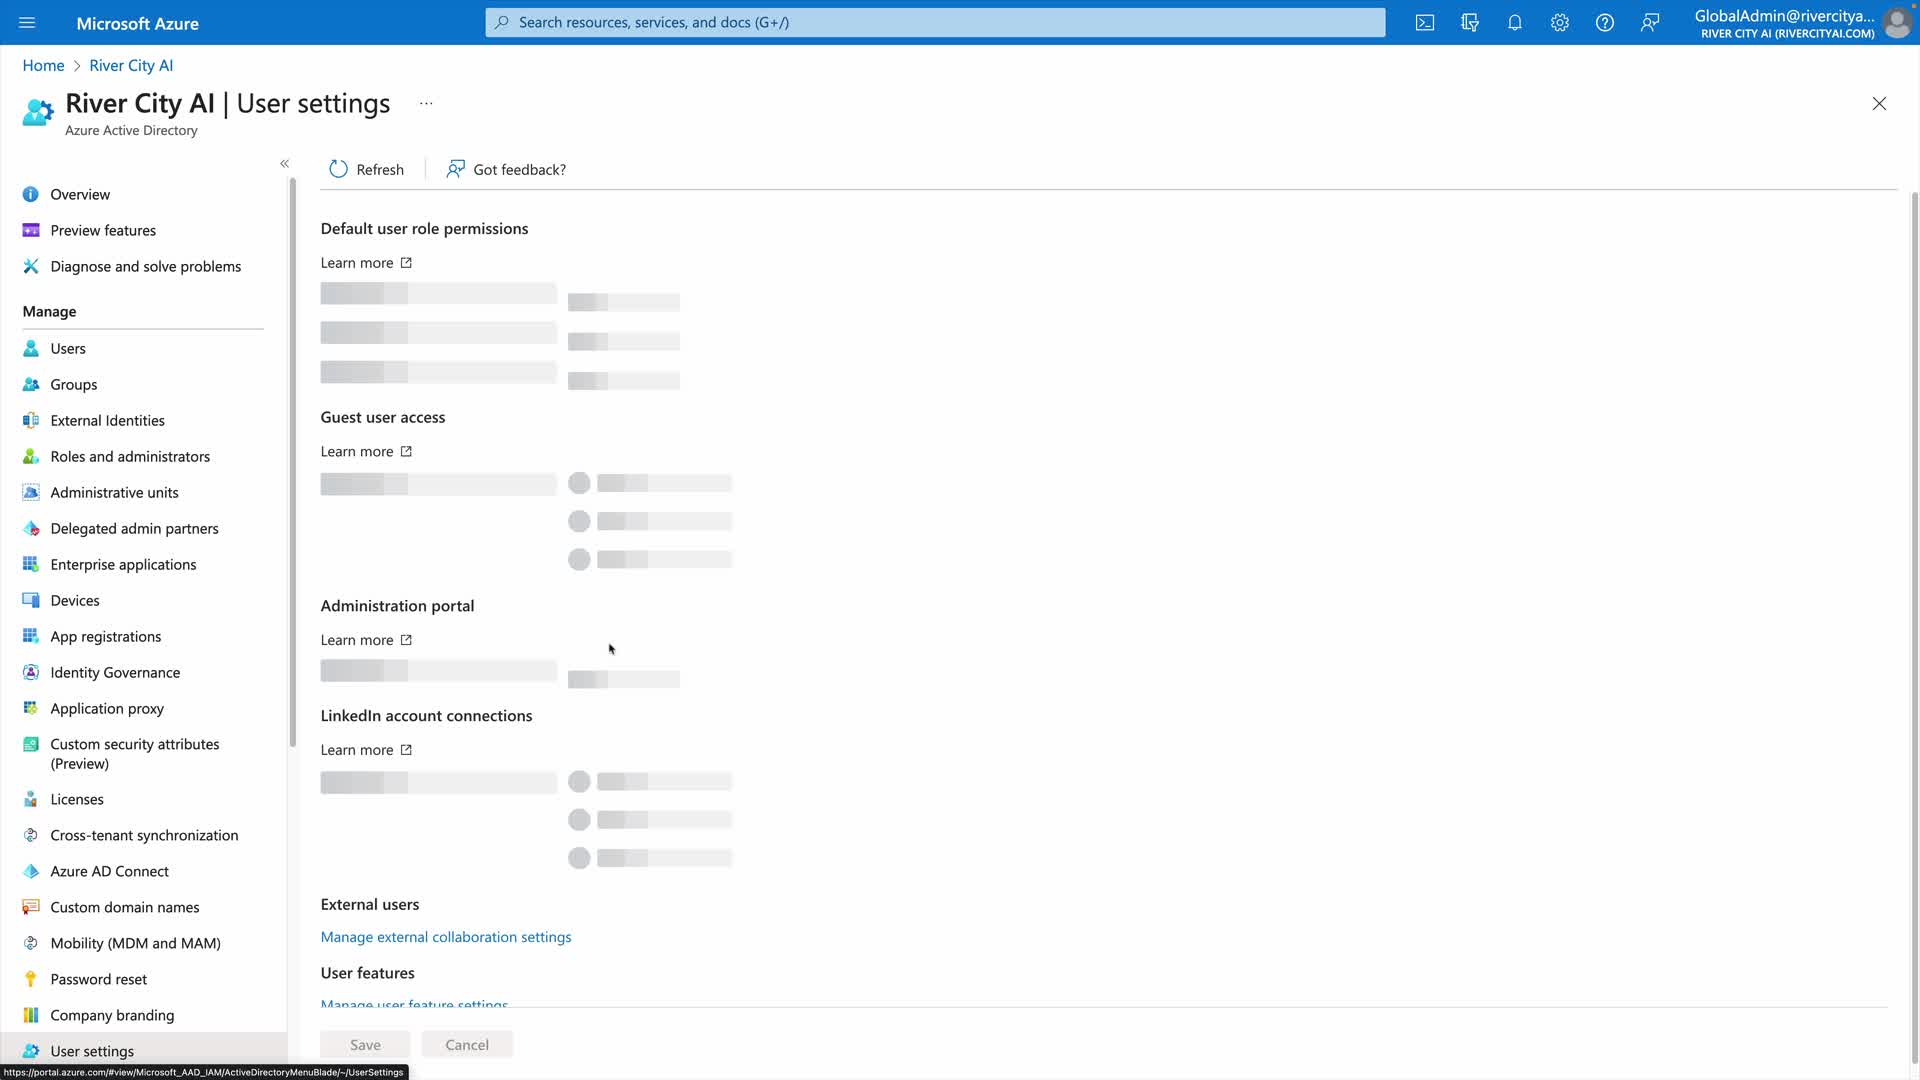 Microsoft Azure
Search resources, services, and docs (G+/)
GlobalAdmin@rivercitya...
RIVER CITY AI (RIVERCITYAI.COM)
Home > River City AI
River City AI | User settings ...
Azure Active Directory
«
Refresh
Got feedback?
Overview
Preview features
Diagnose and solve problems
Manage
Users
Groups
External Identities
Roles and administrators
Administrative units
Delegated admin partners
Enterprise applications
Devices
App registrations
Identity Governance
Application proxy
Custom security attributes
(Preview)
Licenses
Cross-tenant synchronization
Azure AD Connect
Custom domain names
Mobility (MDM and MAM)
Password reset
Company branding
User settings
Default user role permissions
Learn more
Guest user access
Learn more
Administration portal
Learn more
LinkedIn account connections
Learn more
External users
Manage external collaboration settings
User features
Manage user feature settings
Save
Cancel
https://portal.azure.com/#view/Microsoft_AAD_IAM/ActiveDirectoryMenuBlade/~/UserSettings